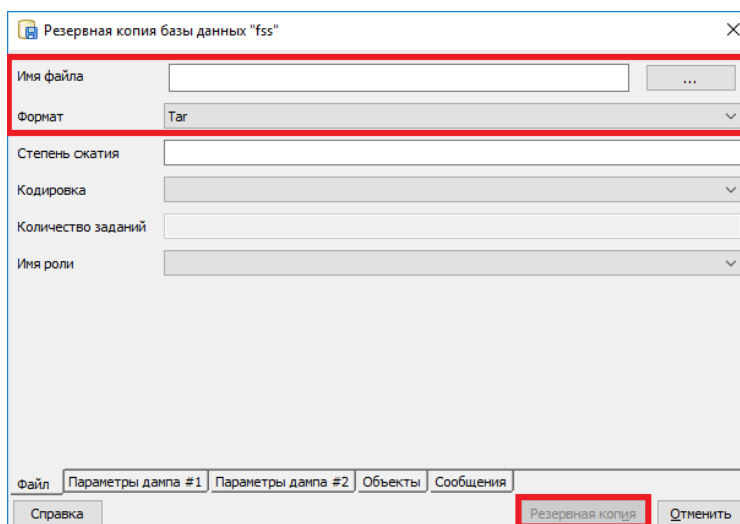 Резервная копия базы данных "fss"
Имя файла ...
Формат Tar
Степень сжатия
Кодировка
Количество заданий
Имя роли
Файл Параметры дампа #1 Параметры дампа #2 Объекты Сообщения
Справка Резервная копия Отменить